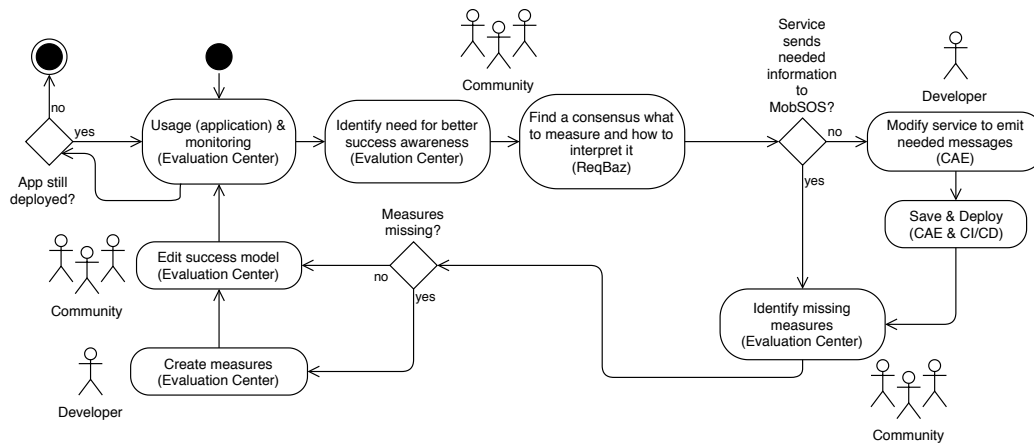 Service
sends
needed
information
to
MobSOS?
Community
Developer
no
yes
App still
deployed?
Usage (application) &
monitoring
(Evaluation Center)
Identify need for better
success awareness
(Evalution Center)
Find a consensus what
to measure and how to
interpret it
(ReqBaz)
no
yes
Modify service to emit
needed messages
(CAE)
Save & Deploy
(CAE & CI/CD)
Measures
missing?
no
yes
Community
Edit success model
(Evaluation Center)
Identify missing
measures
(Evaluation Center)
Developer
Create measures
(Evaluation Center)
Community